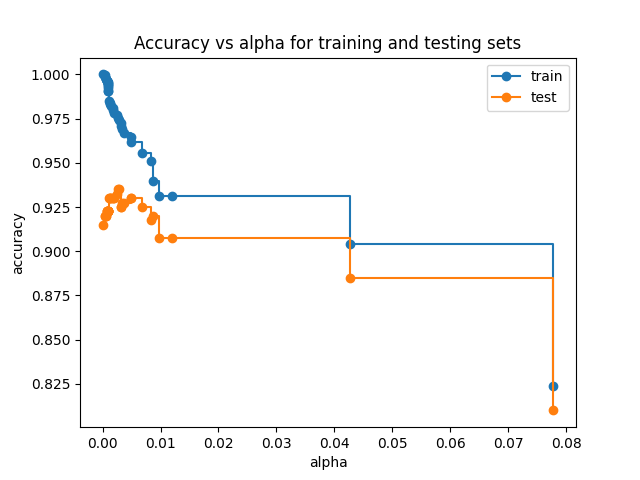 Accuracy vs alpha for training and testing sets
train
test
1.000
0.975
0.950
0.925
0.900
0.875
0.850
0.825
accuracy
0.00 0.01 0.02 0.03 0.04 0.05 0.06 0.07 0.08
alpha